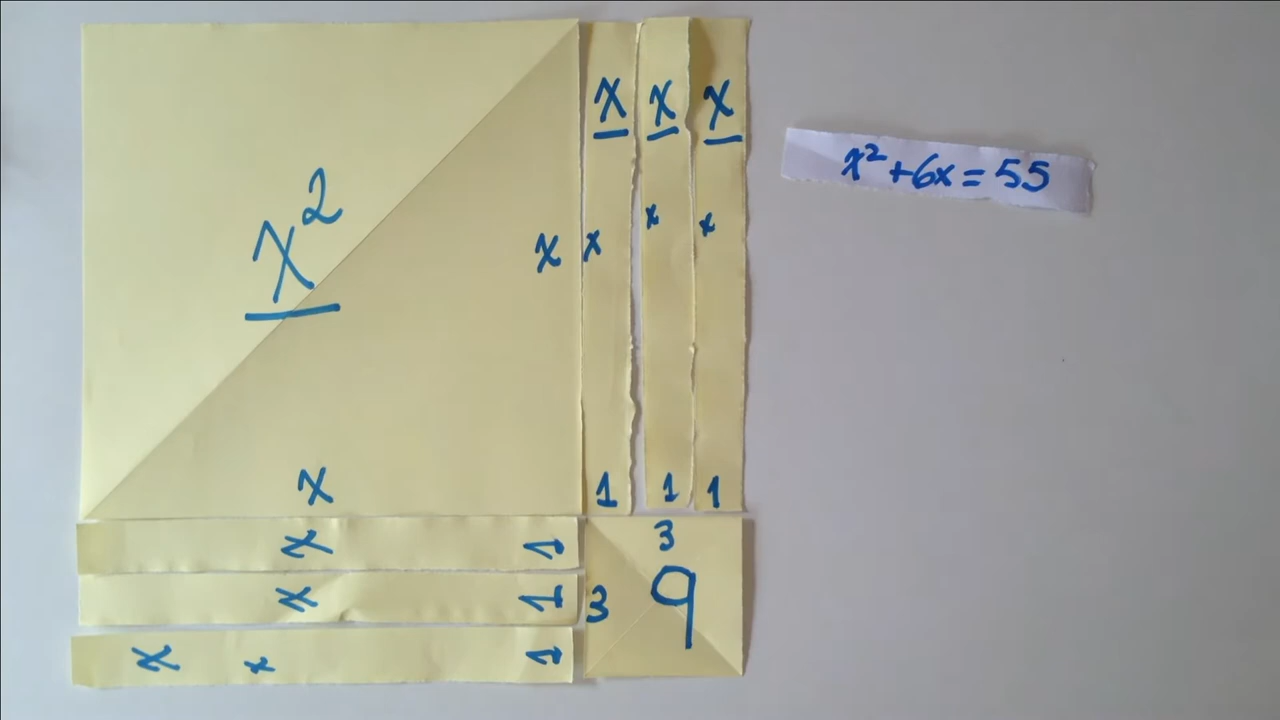 x x x
x² + 6x = 55
x²
x x x x
x
1 1 1
x 1
3
x 1
3 9
x x 1